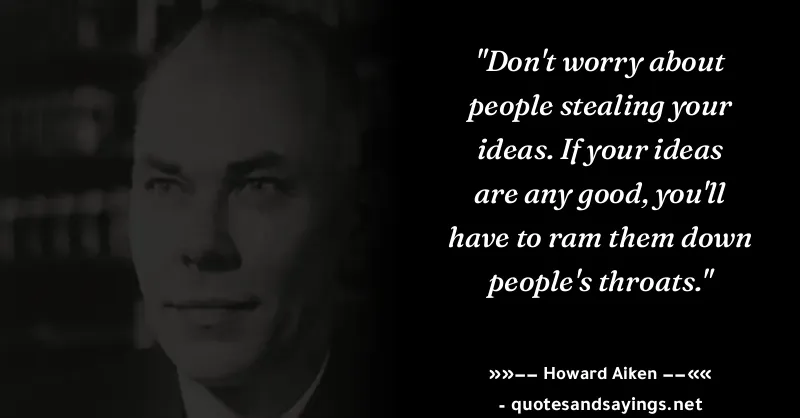 "Don't worry about
people stealing your
ideas. If your ideas
are any good, you'll
have to ram them down
people's throats."
»»−− Howard Aiken −−««
- quotesandsayings.net